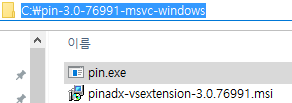 C:₩pin-3.0-76991-msvc-windows
이름
pin.exe
pinadx-vsextension-3.0.76991.msi